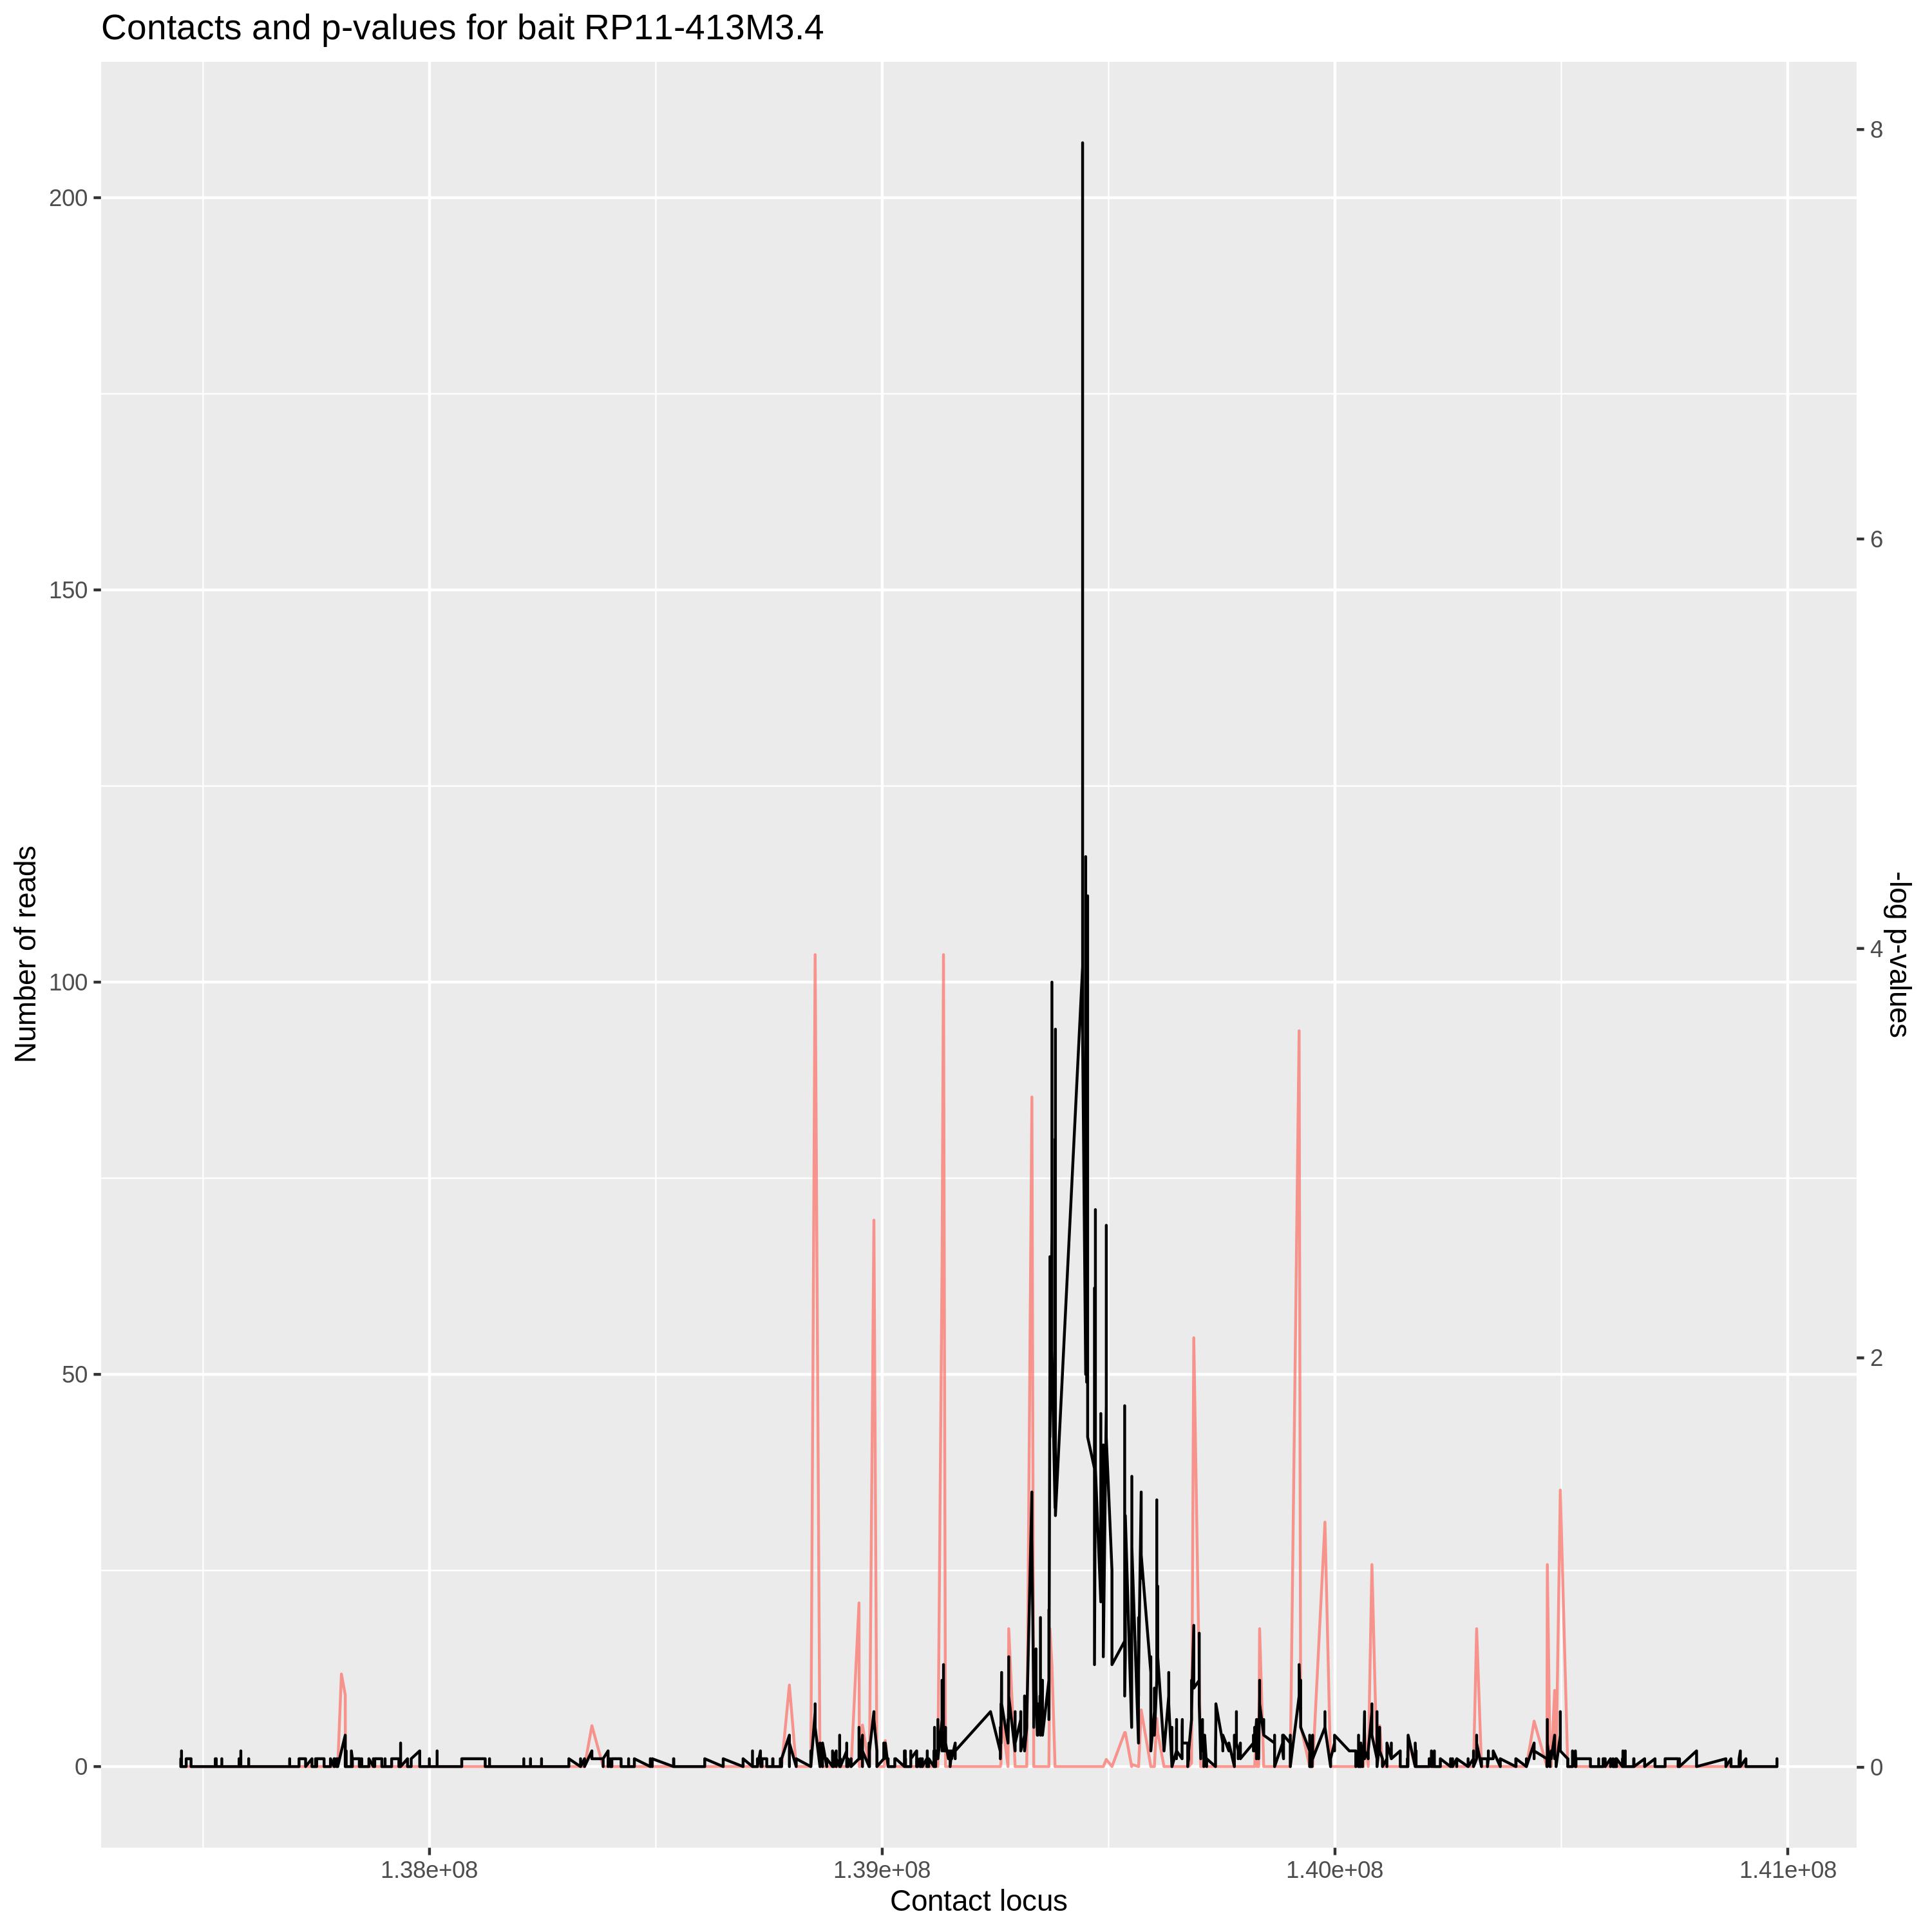 Contacts and p-values for bait RP11-413M3.4
200
150
100
50
0
Number of reads
8
6
4
2
0
-log p-values
1.38e+08
1.39e+08
1.40e+08
1.41e+08
Contact locus